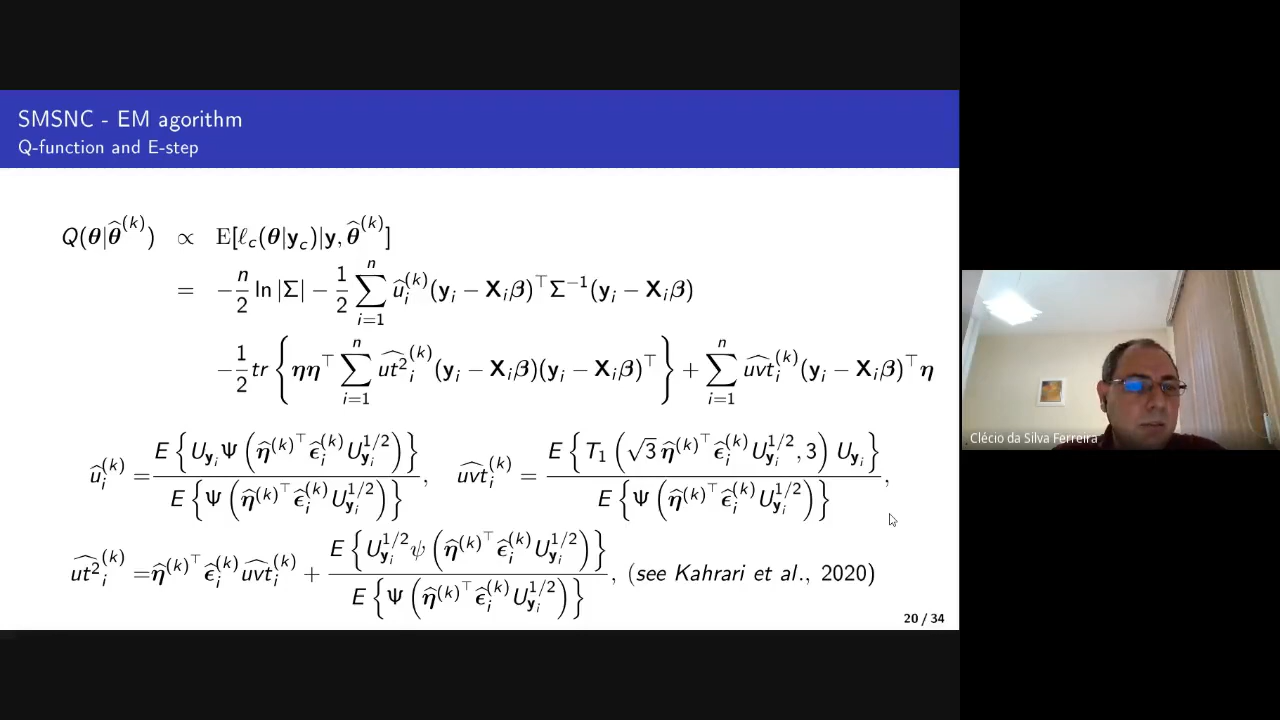 SMSNC - EM agorithm
Q-function and E-step
Q(θ|θ̂^(k)) ∝ E[ℓ_c(θ|y_c)|y, θ̂^(k)]
= −n/2 ln |Σ| − 1/2 ∑_{i=1}^{n} û_i^(k) (y_i − X_iβ)^⊤ Σ^{−1} (y_i − X_iβ)
−1/2 tr { ηη^⊤ ∑_{i=1}^{n} \widehat{ut^2}_i^(k) (y_i − X_iβ)(y_i − X_iβ)^⊤ } + ∑_{i=1}^{n} \widehat{uvt}_i^(k) (y_i − X_iβ)^⊤ η
û_i^(k) = E { U_{y_i} Ψ ( η̂^(k)^⊤ ε̂_i^(k) U_{y_i}^{1/2} ) } / E { Ψ ( η̂^(k)^⊤ ε̂_i^(k) U_{y_i}^{1/2} ) }, \widehat{uvt}_i^(k) = E { T_1 ( √3 η̂^(k)^⊤ ε̂_i^(k) U_{y_i}^{1/2}, 3 ) U_{y_i} } / E { Ψ ( η̂^(k)^⊤ ε̂_i^(k) U_{y_i}^{1/2} ) },
\widehat{ut^2}_i^(k) = η̂^(k)^⊤ ε̂_i^(k) \widehat{uvt}_i^(k) + E { U_{y_i}^{1/2} ψ ( η̂^(k)^⊤ ε̂_i^(k) U_{y_i}^{1/2} ) } / E { Ψ ( η̂^(k)^⊤ ε̂_i^(k) U_{y_i}^{1/2} ) }, (see Kahrari et al., 2020)
20 / 34
Clécio da Silva Ferreira